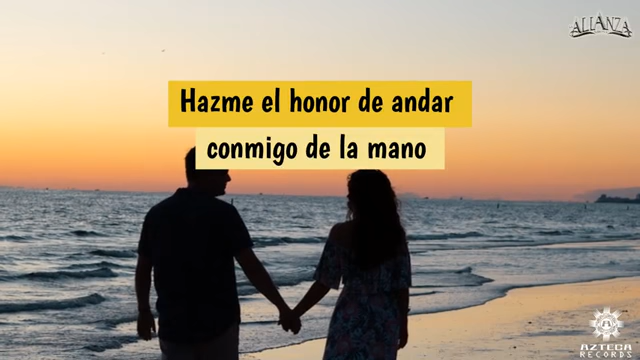 ALIANZA
Hazme el honor de andar
conmigo de la mano
AZTECA
RECORDS